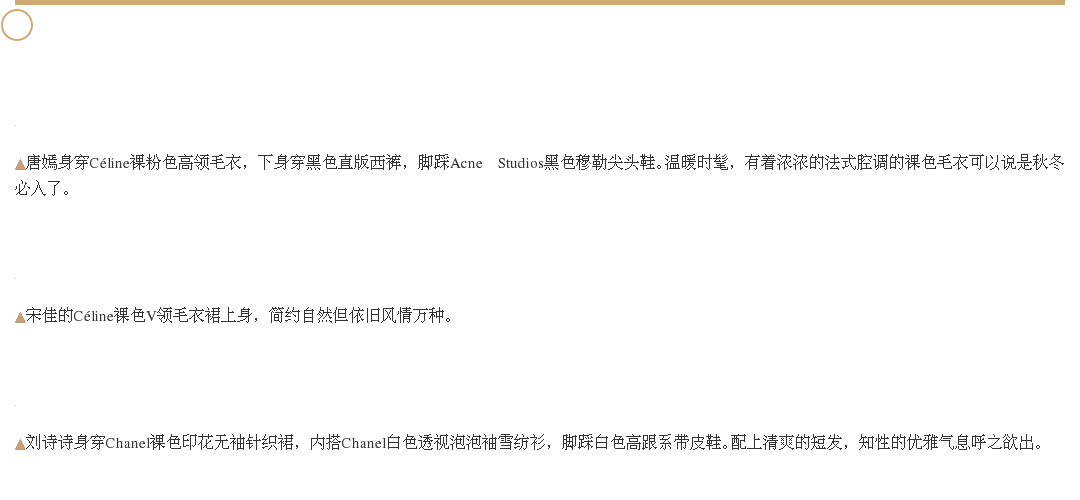 ▲唐嫣身穿Céline裸粉色高领毛衣，下身穿黑色直版西裤，脚踩Acne Studios黑色穆勒尖头鞋。温暖时髦，有着浓浓的法式腔调的裸色毛衣可以说是秋冬
必入了。
▲宋佳的Céline裸色V领毛衣裙上身，简约自然但依旧风情万种。
▲刘诗诗身穿Chanel裸色印花无袖针织裙，内搭Chanel白色透视泡泡袖雪纺衫，脚踩白色高跟系带皮鞋。配上清爽的短发，知性的优雅气息呼之欲出。